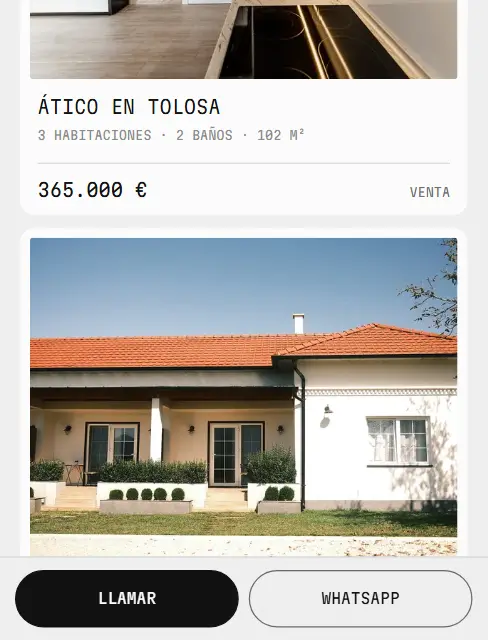 ÁTICO EN TOLOSA
3 HABITACIONES · 2 BAÑOS · 102 M²
365.000 €
VENTA
LLAMAR
WHATSAPP